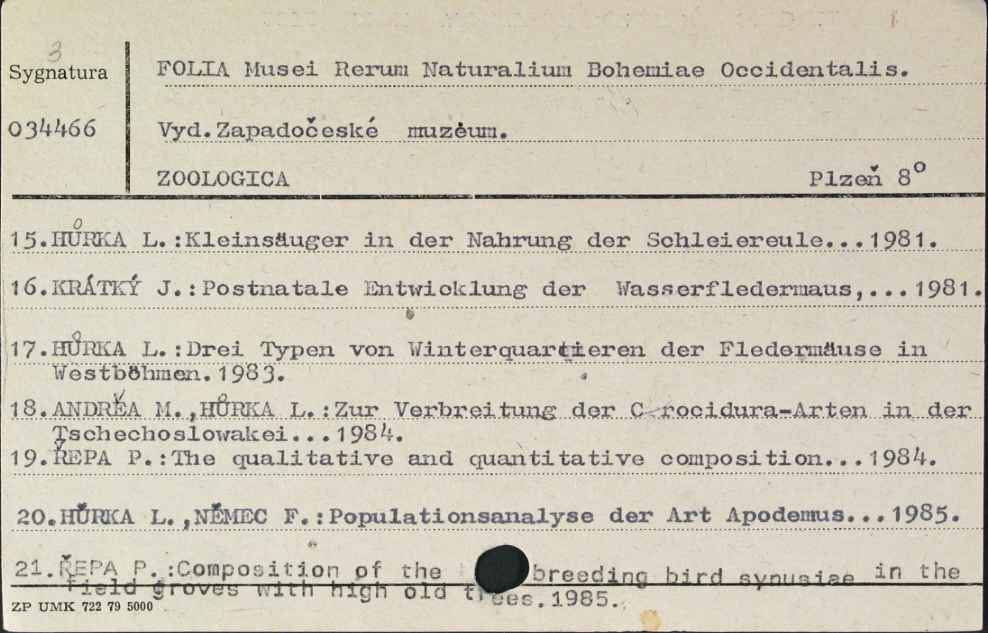 3
Sygnatura
FOLIA Musei Rerum Naturalium Bohemiae Occidentalis.
034466
Vyd.Zapadočeské muzéum.
ZOOLOGICA Plzeň 8°
15.HŮRKA L.:Kleinsäuger in der Nahrung der Schleiereule...1981.
16.KRÁTKÝ J.:Postnatale Entwicklung der Wasserfledermaus,...1981.
17.HŮRKA L.:Drei Typen von Winterquartieren der Fledermäuse in
Westböhmen.1983.
18.ANDRĚA M.,HŮRKA L.:Zur Verbreitung der C rocidura-Arten in der
Tschechoslowakei...1984.
19.ŘEPA P.:The qualitative and quantitative composition...1984.
20.HŮRKA L.,NĚMEC F.:Populationsanalyse der Art Apodemus...1985.
21.ŘEPA P.:Composition of the breeding bird synusiae in the
field groves with high old trees.1985.
ZP UMK 722 79 5000